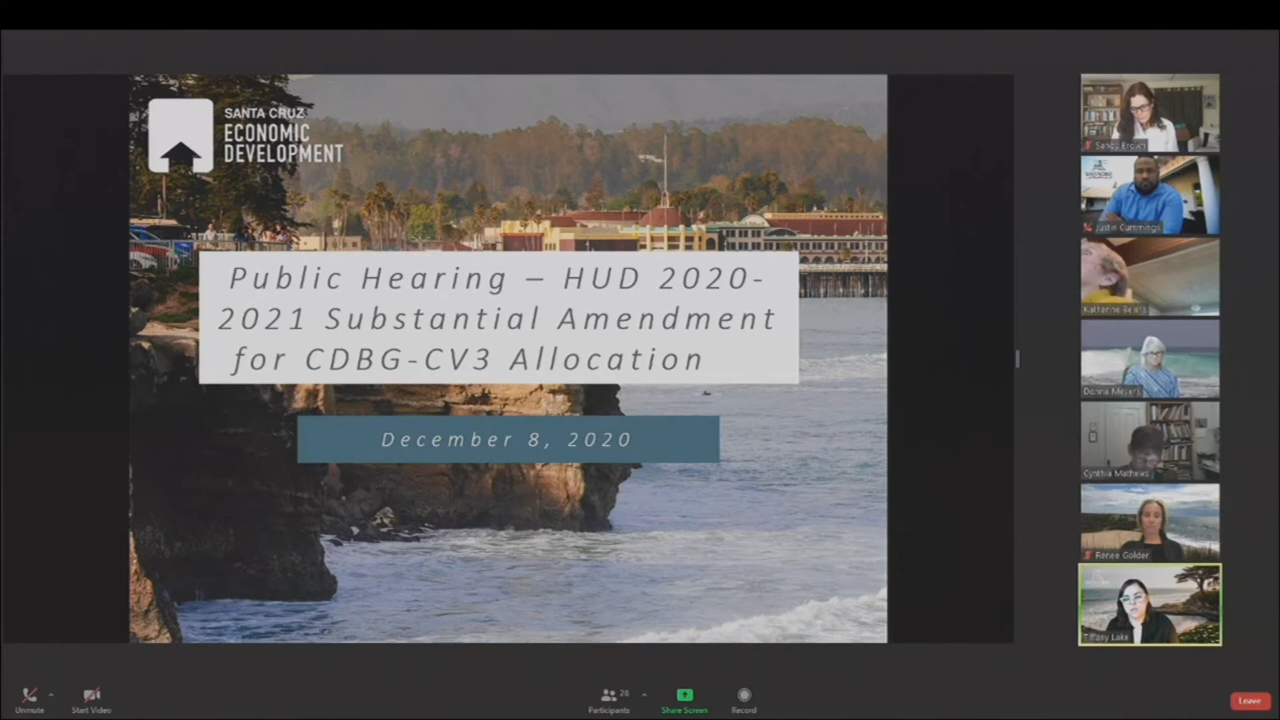 SANTA CRUZ
ECONOMIC
DEVELOPMENT
Public Hearing – HUD 2020-
2021 Substantial Amendment
for CDBG-CV3 Allocation
December 8, 2020
Sandy Brown
Justin Cummings
Katherine Beiers
Donna Meyers
Cynthia Mathews
Renee Golder
Tiffany Lake
Unmute
Start Video
Participants
28
Share Screen
Record
Leave